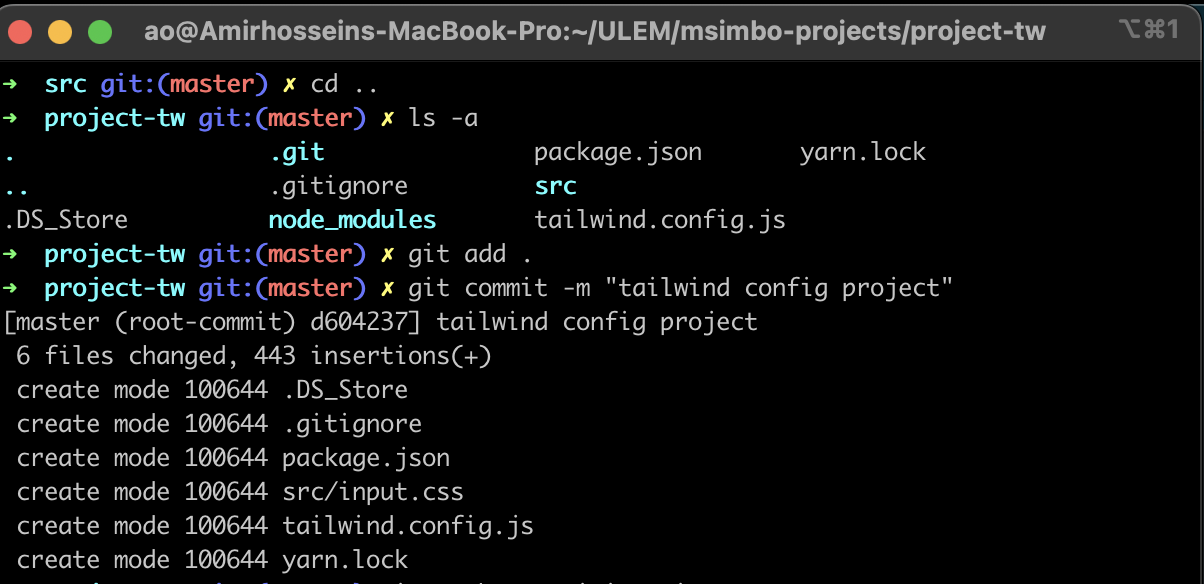 ao@Amirhosseins-MacBook-Pro:~/ULEM/msimbo-projects/project-tw ⌥⌘1
➜ src git:(master) ✗ cd ..
➜ project-tw git:(master) ✗ ls -a
. .git package.json yarn.lock
.. .gitignore src
.DS_Store node_modules tailwind.config.js
➜ project-tw git:(master) ✗ git add .
➜ project-tw git:(master) ✗ git commit -m "tailwind config project"
[master (root-commit) d604237] tailwind config project
6 files changed, 443 insertions(+)
create mode 100644 .DS_Store
create mode 100644 .gitignore
create mode 100644 package.json
create mode 100644 src/input.css
create mode 100644 tailwind.config.js
create mode 100644 yarn.lock